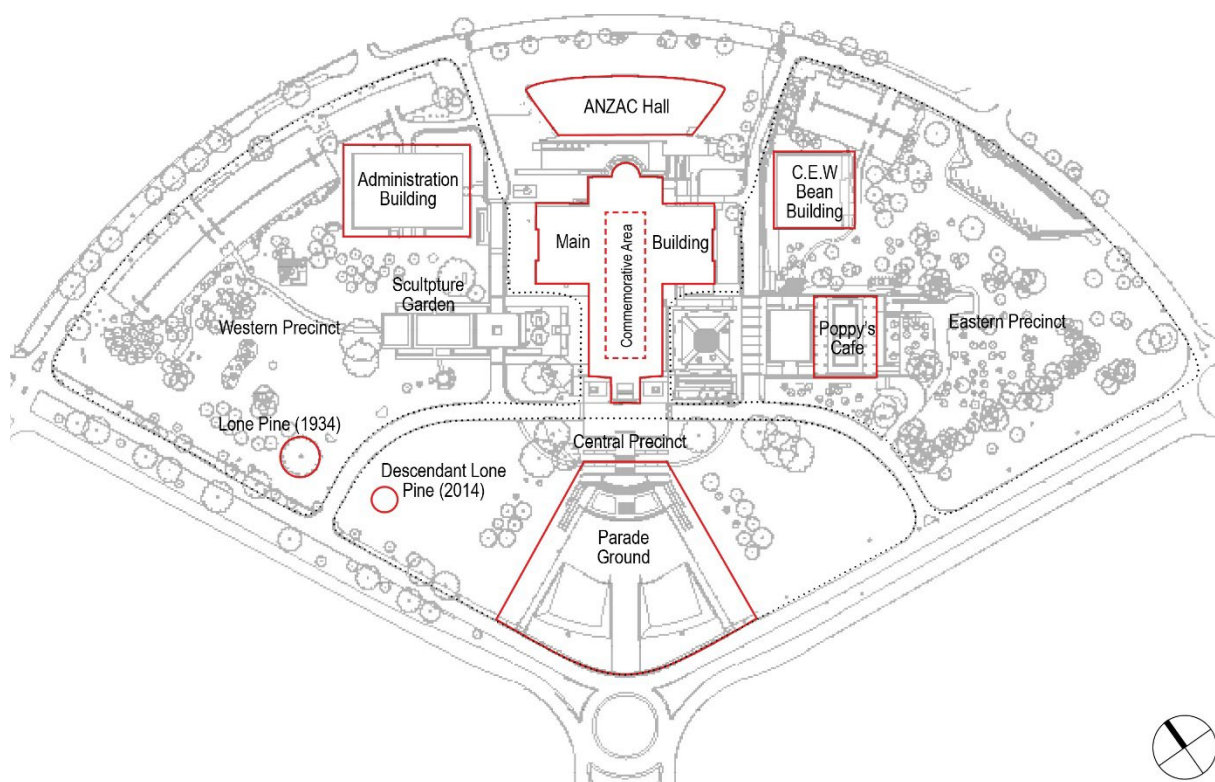 ANZAC Hall
Administration
Building
C.E.W
Bean
Building
Main
Building
Commemorative Area
Scultpture
Garden
Western Precinct
Poppy's
Cafe
Eastern Precinct
Lone Pine (1934)
Central Precinct
Descendant Lone
Pine (2014)
Parade
Ground